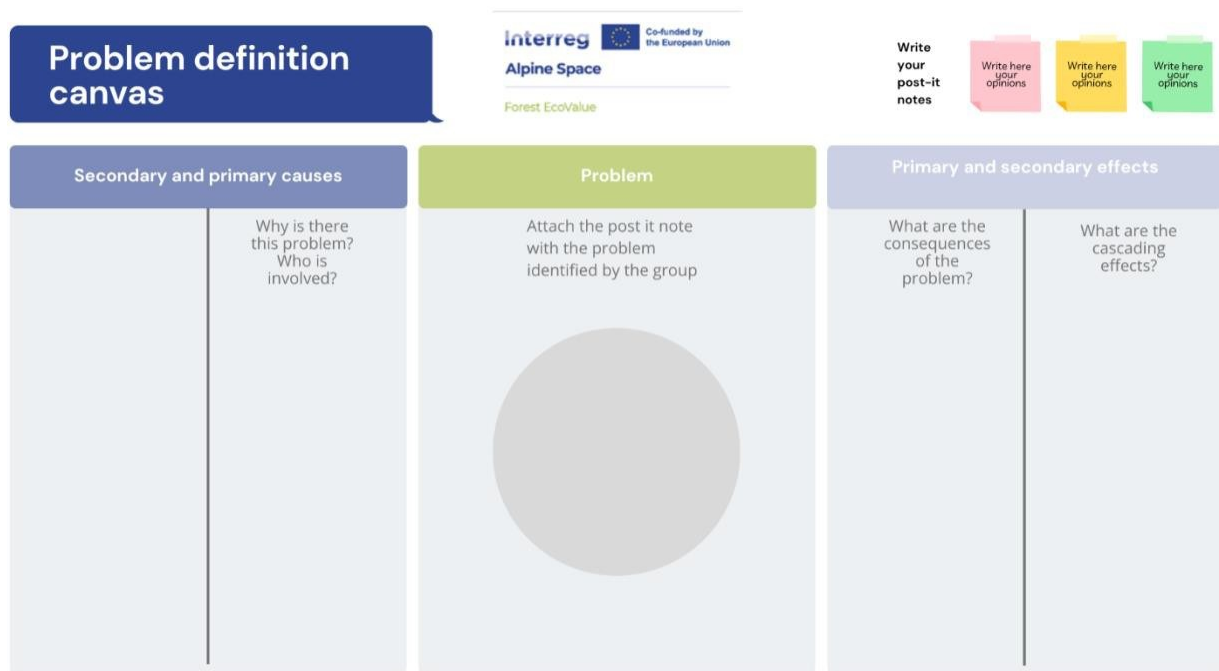 Problem definition
canvas
Interreg
Co-funded by
the European Union
Alpine Space
Forest EcoValue
Write
your
post-it
notes
Write here
your
opinions
Write here
your
opinions
Write here
your
opinions
Secondary and primary causes
Why is there
this problem?
Who is
involved?
Problem
Attach the post it note
with the problem
identified by the group
Primary and secondary effects
What are the
consequences
of the
problem?
What are the
cascading
effects?